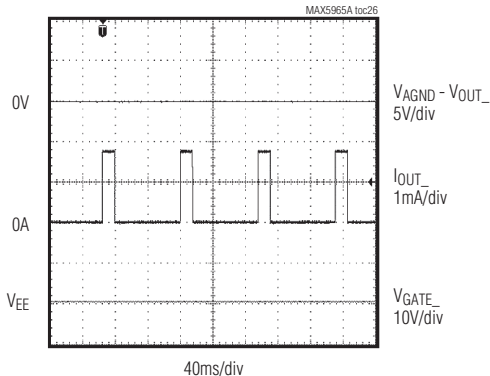 MAX5965A toc26
0V
VAGND - VOUT_
5V/div
IOUT_
1mA/div
0A
VEE
VGATE_
10V/div
40ms/div